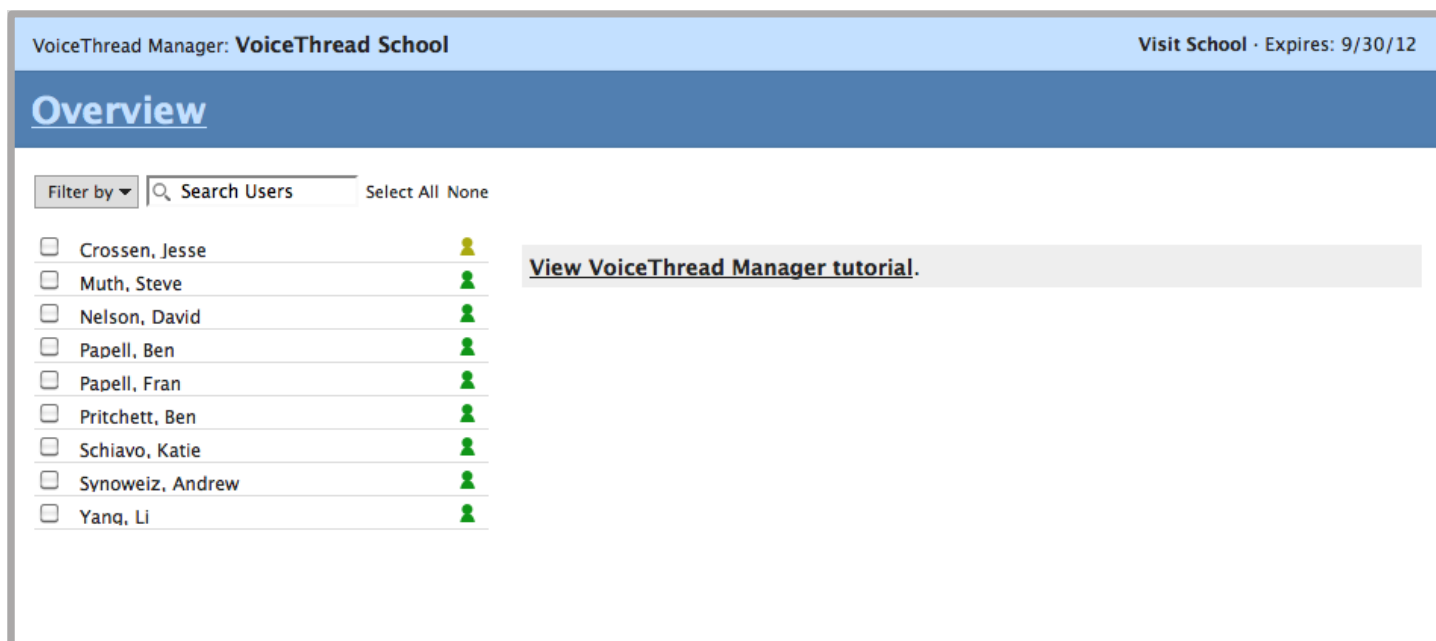 VoiceThread Manager: VoiceThread School Visit School · Expires: 9/30/12
Overview
Filter by Search Users Select All None
Crossen, Jesse
View VoiceThread Manager tutorial.
Muth, Steve
Nelson, David
Papell, Ben
Papell, Fran
Pritchett, Ben
Schiavo, Katie
Synoweiz, Andrew
Yang, Li